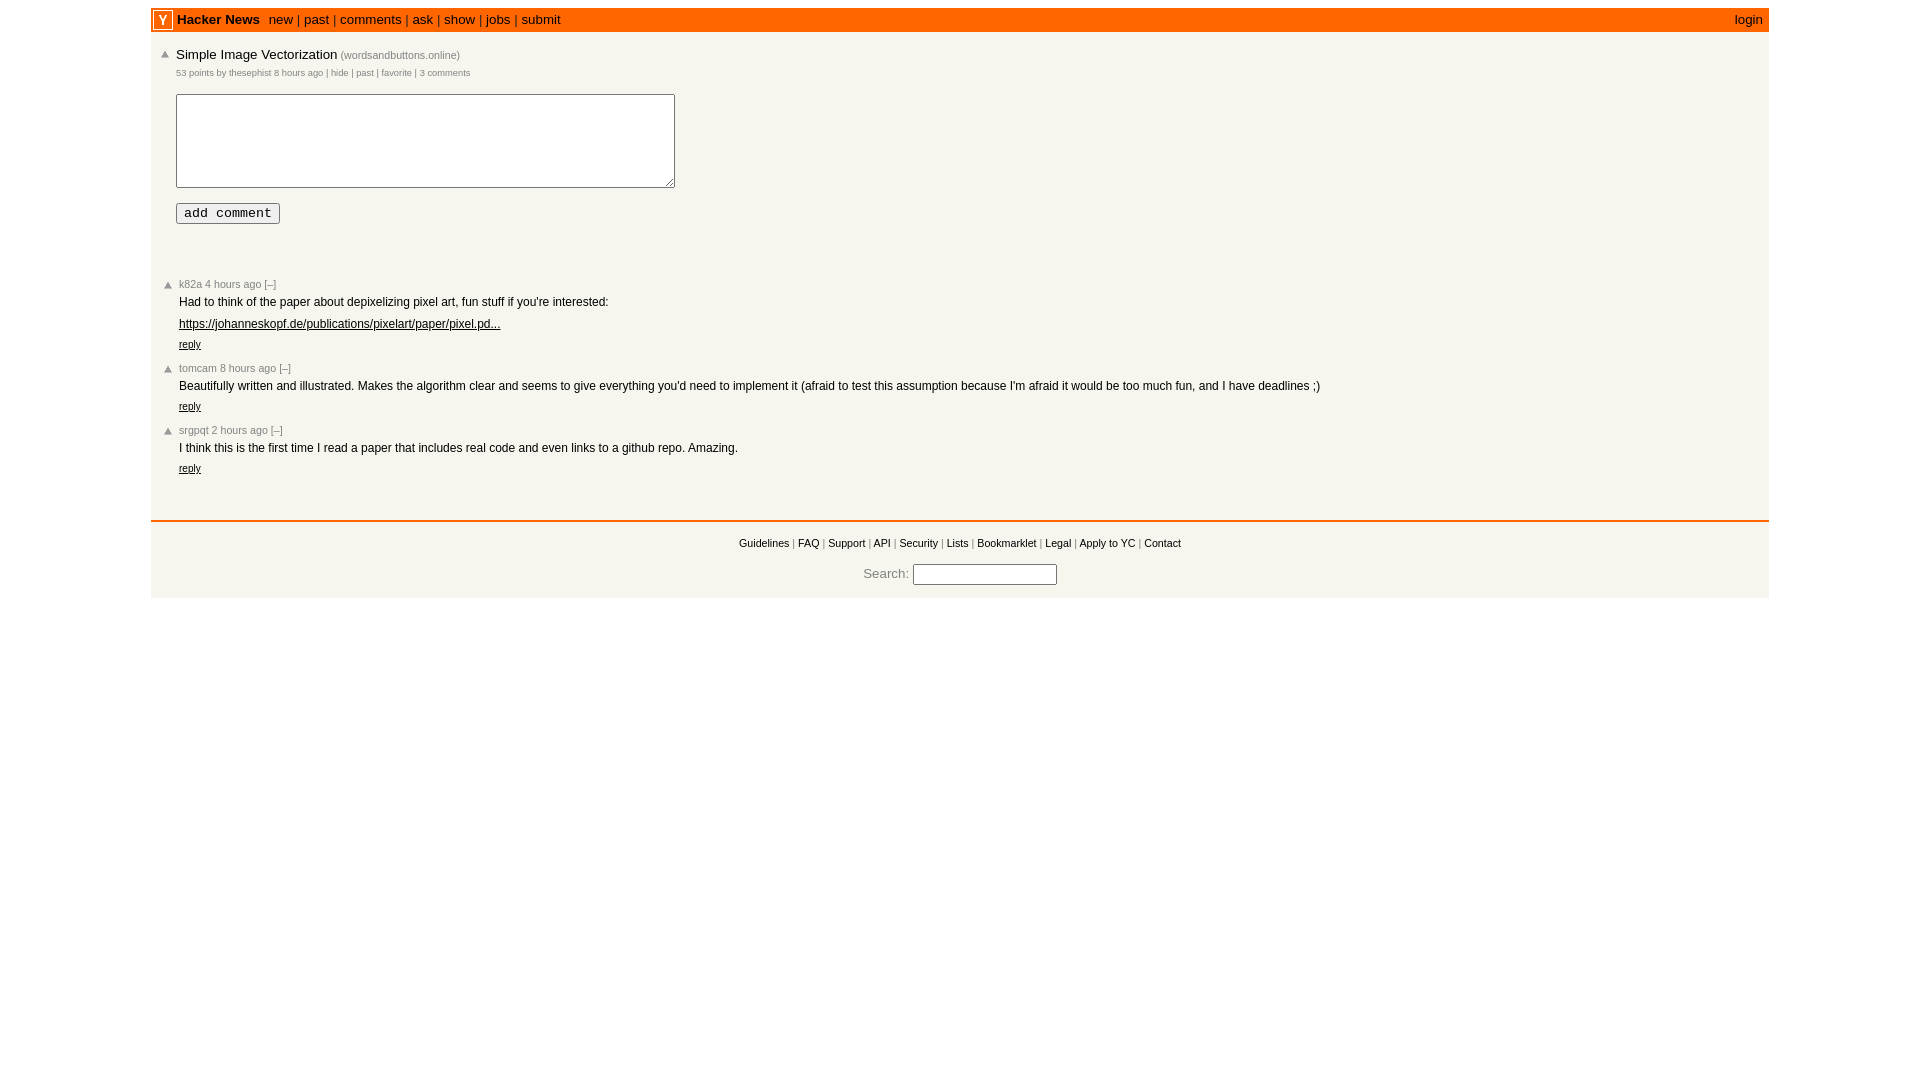 Y Hacker News new | past | comments | ask | show | jobs | submit login
Simple Image Vectorization (wordsandbuttons.online)
53 points by thesephist 8 hours ago | hide | past | favorite | 3 comments
add comment
k82a 4 hours ago [–]
Had to think of the paper about depixelizing pixel art, fun stuff if you're interested:
https://johanneskopf.de/publications/pixelart/paper/pixel.pd...
reply
tomcam 8 hours ago [–]
Beautifully written and illustrated. Makes the algorithm clear and seems to give everything you'd need to implement it (afraid to test this assumption because I'm afraid it would be too much fun, and I have deadlines ;)
reply
srgpqt 2 hours ago [–]
I think this is the first time I read a paper that includes real code and even links to a github repo. Amazing.
reply
Guidelines | FAQ | Support | API | Security | Lists | Bookmarklet | Legal | Apply to YC | Contact
Search: